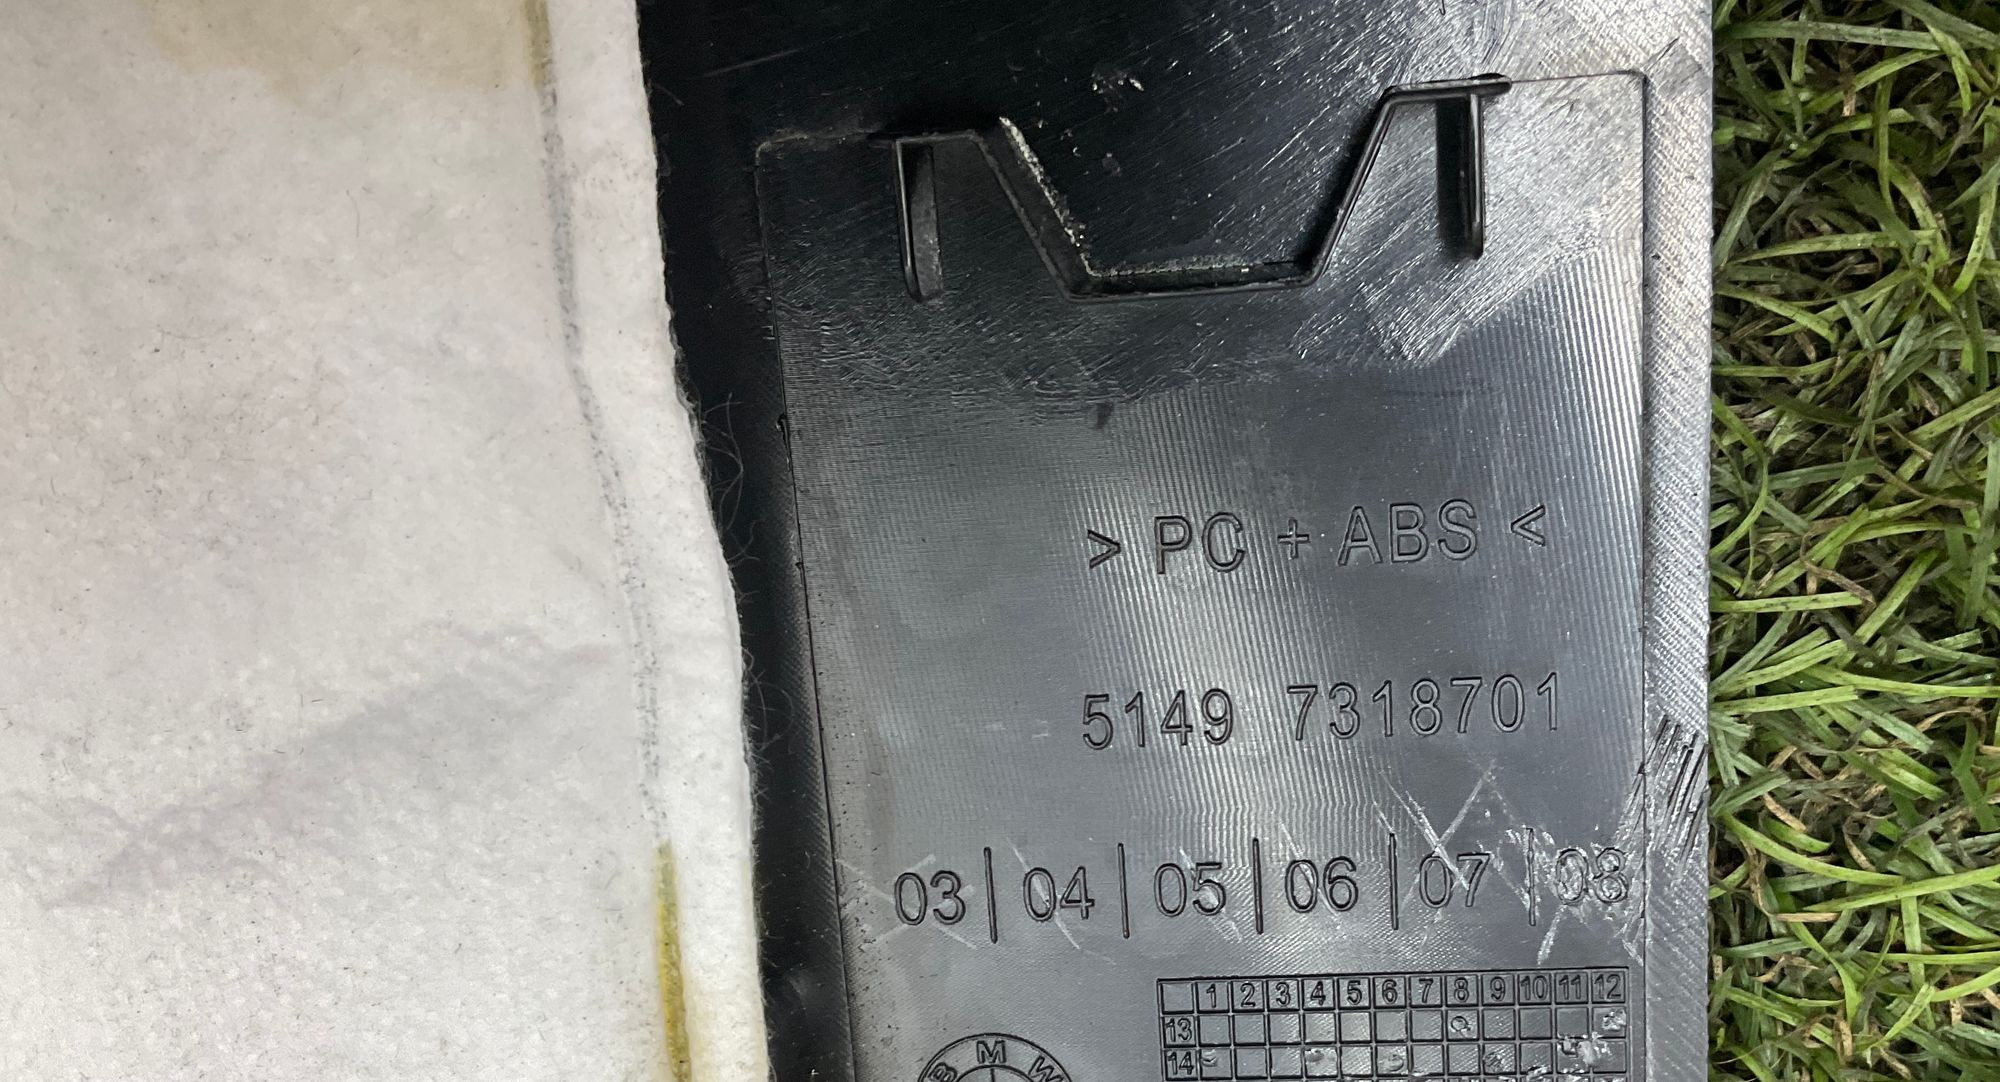 > PC + ABS <
5149 7318701
03 | 04 | 05 | 06 | 07 | 08
1 2 3 4 5 6 7 8 9 10 11 12
13
14
BMW